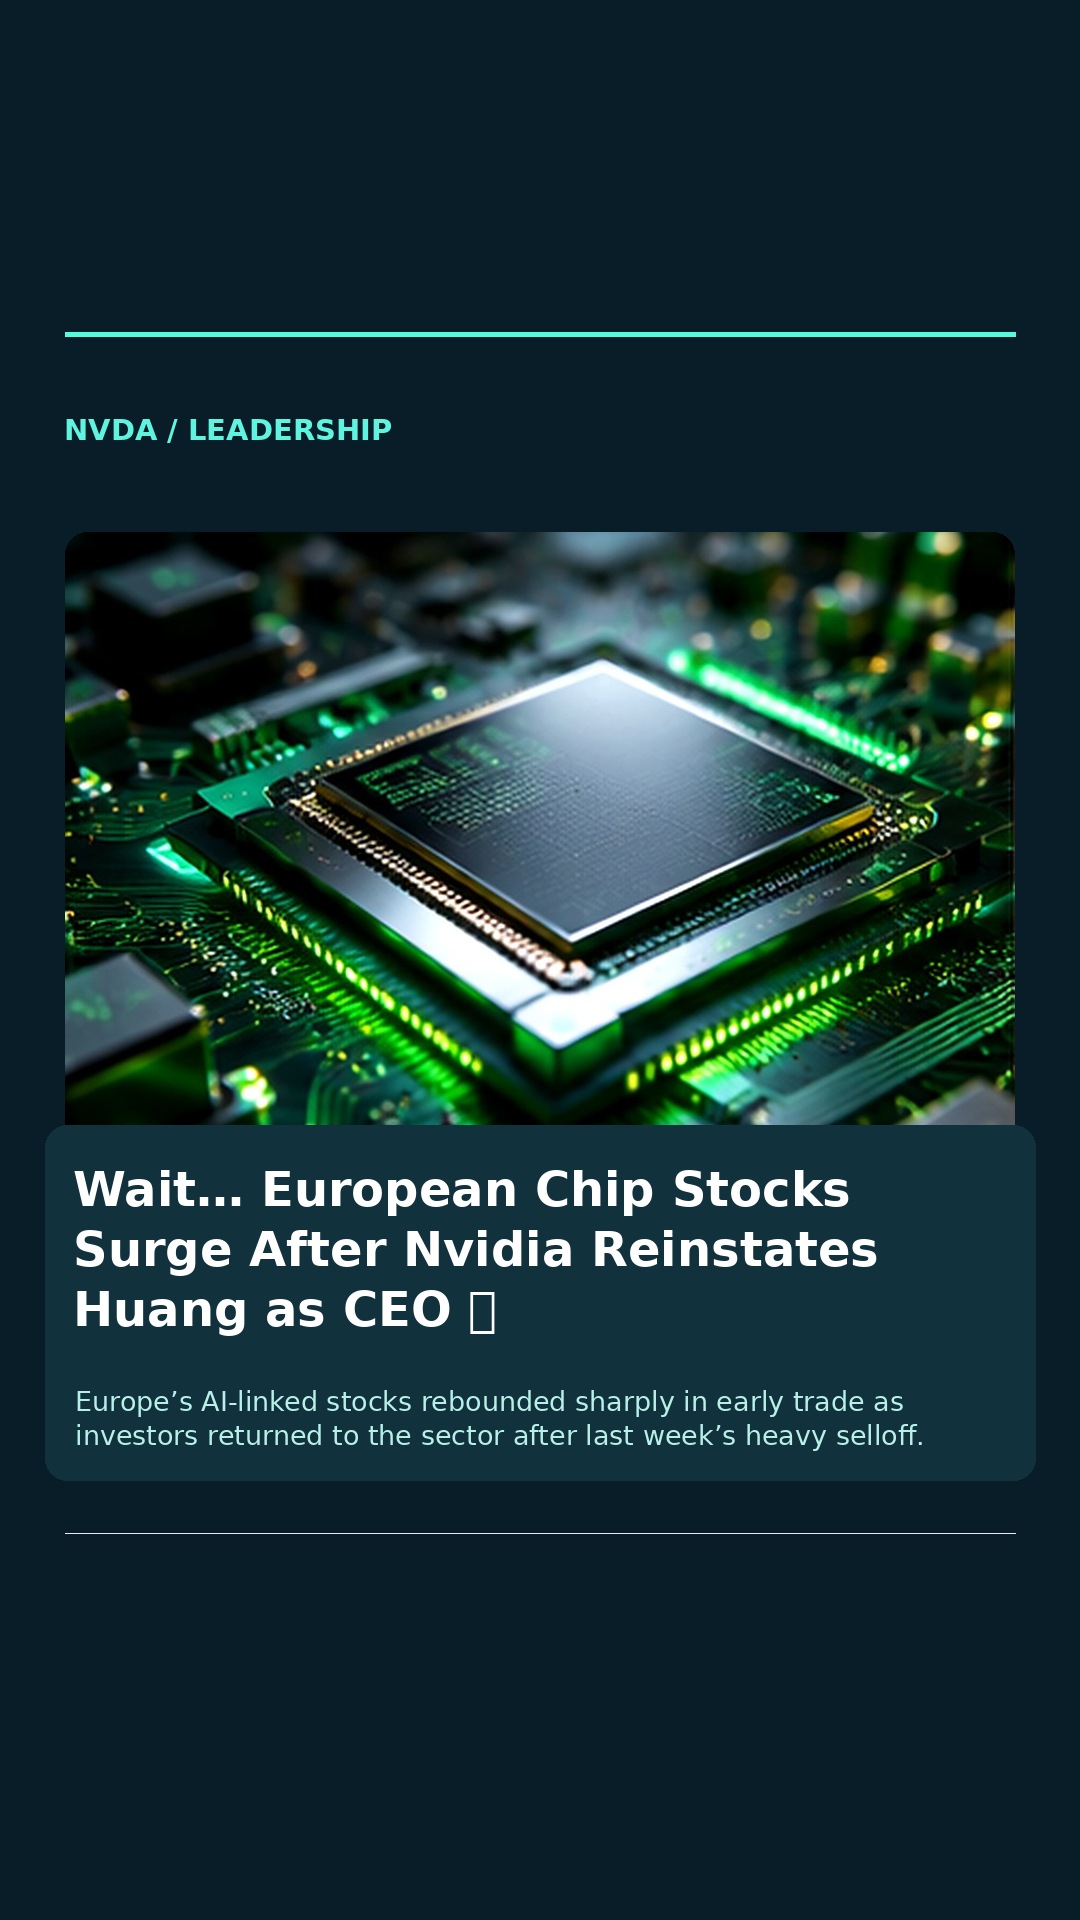 NVDA / LEADERSHIP
Wait… European Chip Stocks
Surge After Nvidia Reinstates
Huang as CEO
Europe’s AI-linked stocks rebounded sharply in early trade as
investors returned to the sector after last week’s heavy selloff.